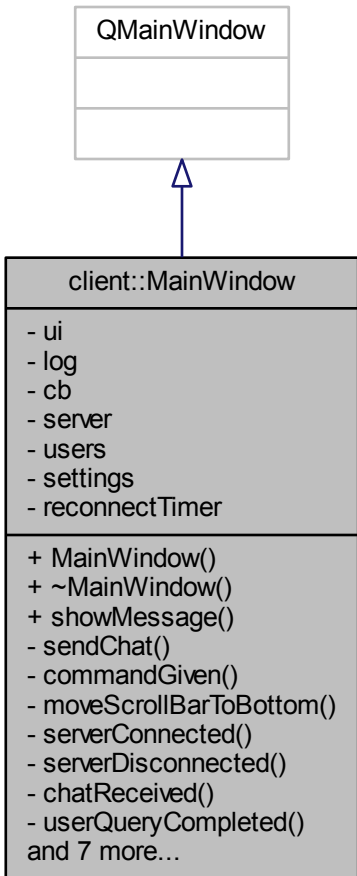 QMainWindow
client::MainWindow
- ui
- log
- cb
- server
- users
- settings
- reconnectTimer
+ MainWindow()
+ ~MainWindow()
+ showMessage()
- sendChat()
- commandGiven()
- moveScrollBarToBottom()
- serverConnected()
- serverDisconnected()
- chatReceived()
- userQueryCompleted()
and 7 more...